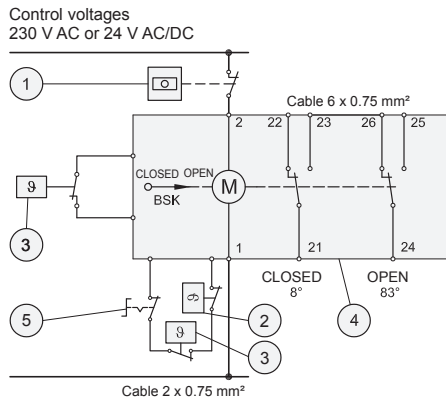 Control voltages
230 V AC or 24 V AC/DC
1
Cable 6 x 0.75 mm²
2 22 23 26 25
CLOSED OPEN
M
BSK
ϑ
3
1 21 24
CLOSED
8°
OPEN
83°
4
5
ϑ
2
ϑ
3
Cable 2 x 0.75 mm²